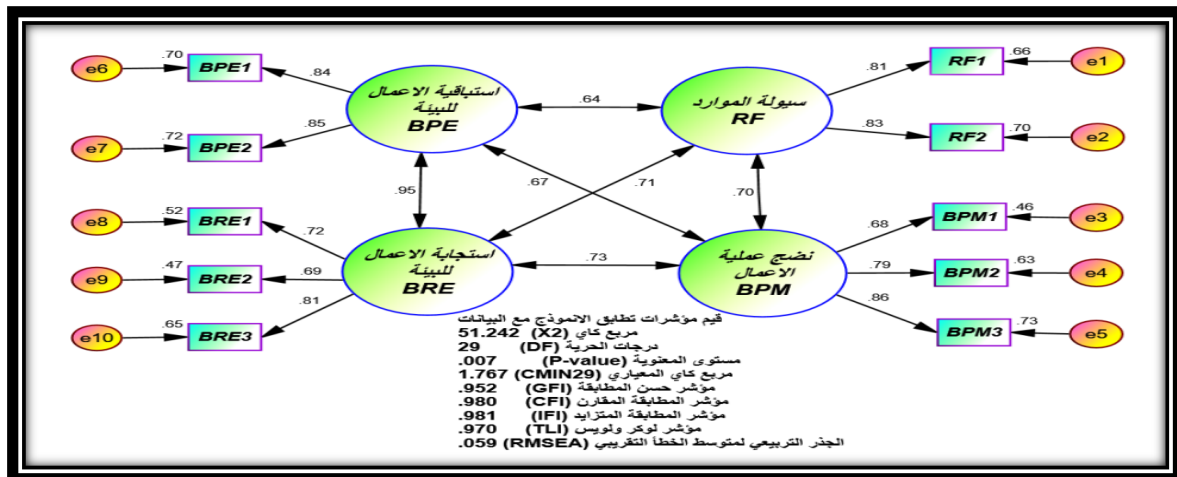 .70
e6
BPE1
.84
.72
e7
BPE2
.85
استباقية الاعمال
للبيئة
BPE
.64
سيولة الموارد
RF
.81
RF1
.66
e1
.83
RF2
.70
e2
.95
.67
.71
.70
.52
e8
BRE1
.72
.47
e9
BRE2
.69
.65
e10
BRE3
.81
استجابة الاعمال
للبيئة
BRE
.73
نضج عملية
الاعمال
BPM
.68
BPM1
.46
e3
.79
BPM2
.63
e4
.86
BPM3
.73
e5
قيم مؤشرات تطابق الانموذج مع البيانات
مربع كاي (X2) 51.242
درجات الحرية (DF) 29
مستوى المعنوية (P-value) .007
مربع كاي المعياري (CMIN29) 1.767
مؤشر حسن المطابقة (GFI) .952
مؤشر المطابقة المقارن (CFI) .980
مؤشر المطابقة المتزايد (IFI) .981
مؤشر لوكر ولويس (TLI) .970
الجذر التربيعي لمتوسط الخطأ التقريبي (RMSEA) .059